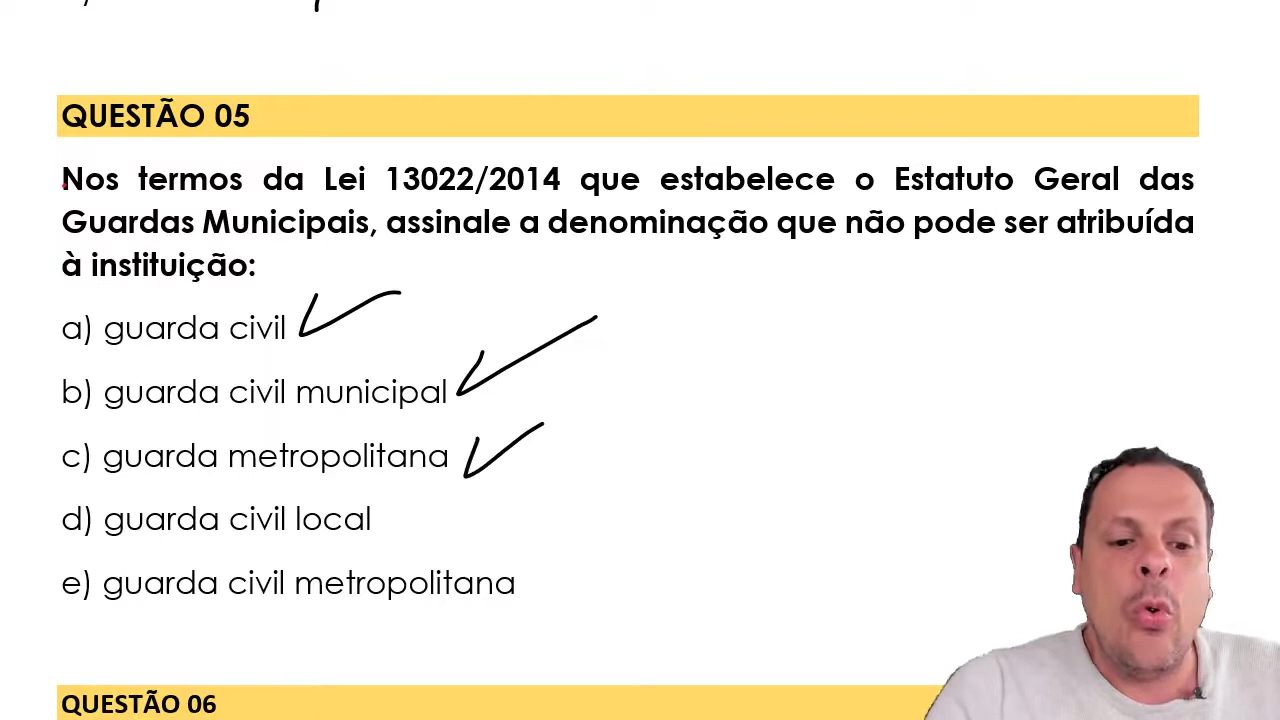 QUESTÃO 05
Nos termos da Lei 13022/2014 que estabelece o Estatuto Geral das
Guardas Municipais, assinale a denominação que não pode ser atribuída
à instituição:
a) guarda civil
b) guarda civil municipal
c) guarda metropolitana
d) guarda civil local
e) guarda civil metropolitana
QUESTÃO 06